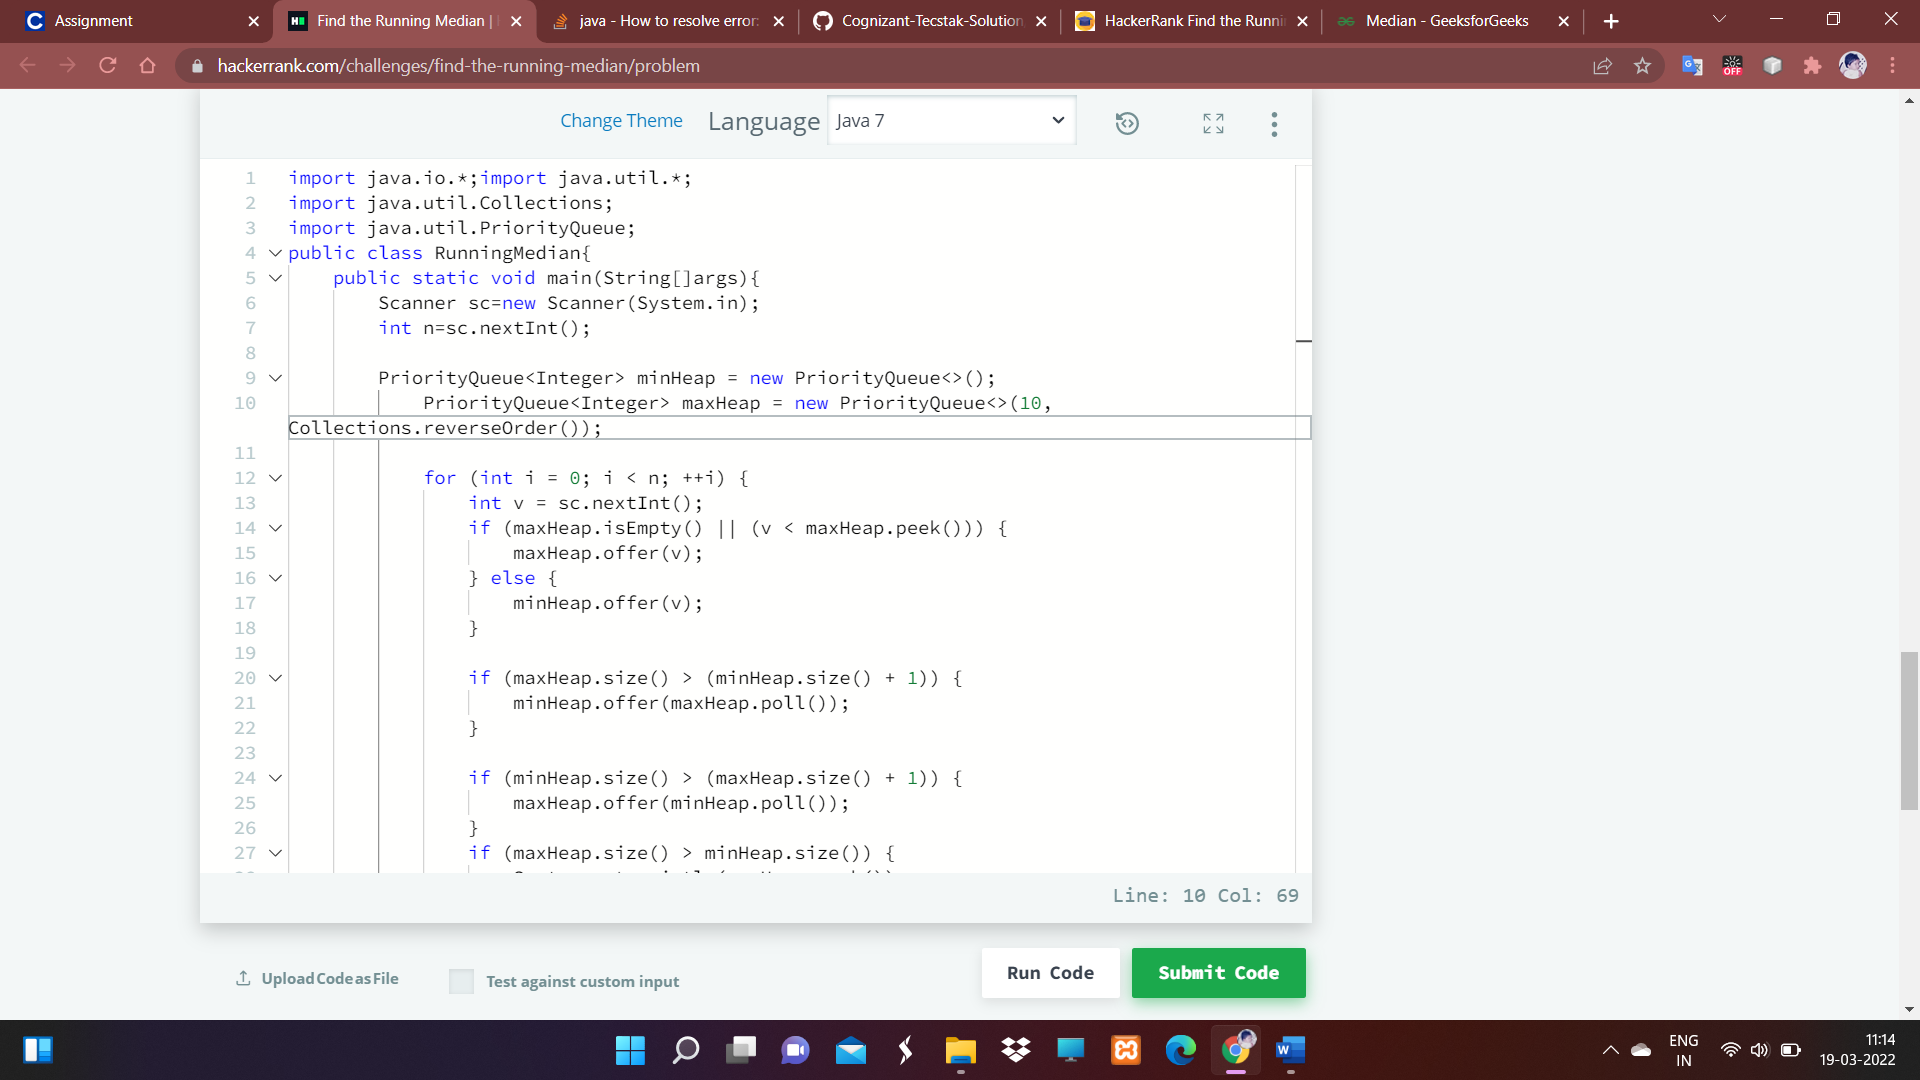 Assignment
Find the Running Median |
java - How to resolve error:
Cognizant-Tecstak-Solution
HackerRank Find the Runni
Median - GeeksforGeeks
hackerrank.com/challenges/find-the-running-median/problem
OFF
Change Theme
Language
Java 7
1 import java.io.*;import java.util.*;
2 import java.util.Collections;
3 import java.util.PriorityQueue;
4 public class RunningMedian{
5 public static void main(String[]args){
6 Scanner sc=new Scanner(System.in);
7 int n=sc.nextInt();
8
9 PriorityQueue<Integer> minHeap = new PriorityQueue<>();
10 PriorityQueue<Integer> maxHeap = new PriorityQueue<>(10,
Collections.reverseOrder());
11
12 for (int i = 0; i < n; ++i) {
13 int v = sc.nextInt();
14 if (maxHeap.isEmpty() || (v < maxHeap.peek())) {
15 maxHeap.offer(v);
16 } else {
17 minHeap.offer(v);
18 }
19
20 if (maxHeap.size() > (minHeap.size() + 1)) {
21 minHeap.offer(maxHeap.poll());
22 }
23
24 if (minHeap.size() > (maxHeap.size() + 1)) {
25 maxHeap.offer(minHeap.poll());
26 }
27 if (maxHeap.size() > minHeap.size()) {
Line: 10 Col: 69
Upload Code as File
Test against custom input
Run Code
Submit Code
ENG
IN
11:14
19-03-2022